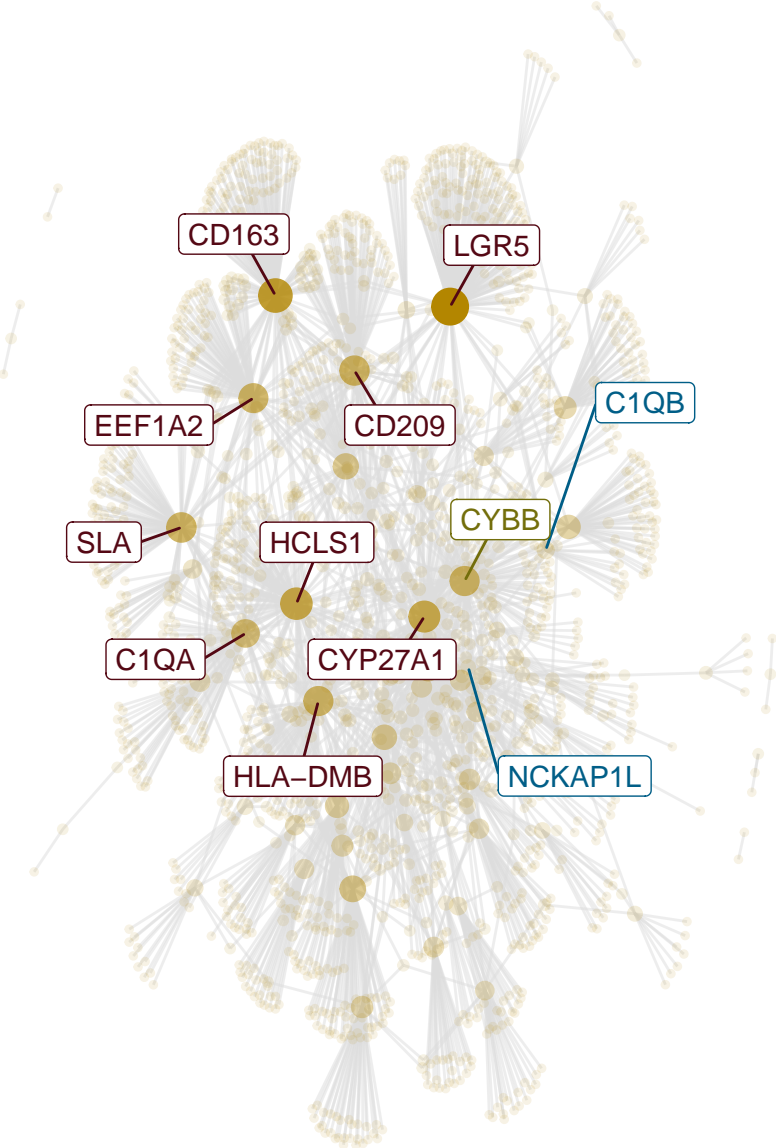 CD163
LGR5
C1QB
EEF1A2
CD209
CYBB
SLA
HCLS1
C1QA
CYP27A1
HLA−DMB
NCKAP1L